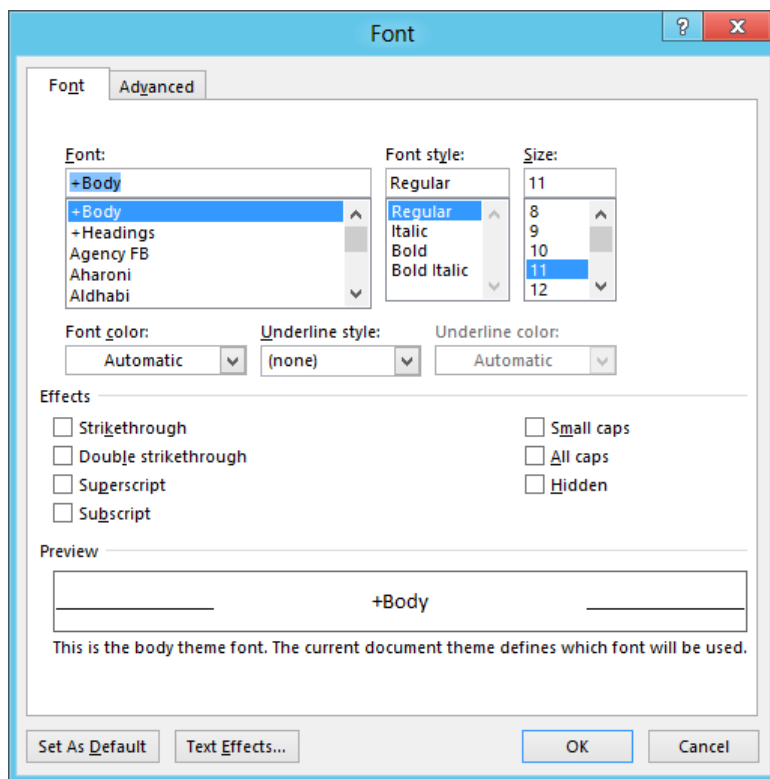 Font
? x
Font Advanced
Font: Font style: Size:
+Body Regular 11
+Body Regular 8
+Headings Italic 9
Agency FB Bold 10
Aharoni Bold Italic 11
Aldhabi 12
Font color: Underline style: Underline color:
Automatic (none) Automatic
Effects
Strikethrough Small caps
Double strikethrough All caps
Superscript Hidden
Subscript
Preview
+Body
This is the body theme font. The current document theme defines which font will be used.
Set As Default Text Effects... OK Cancel